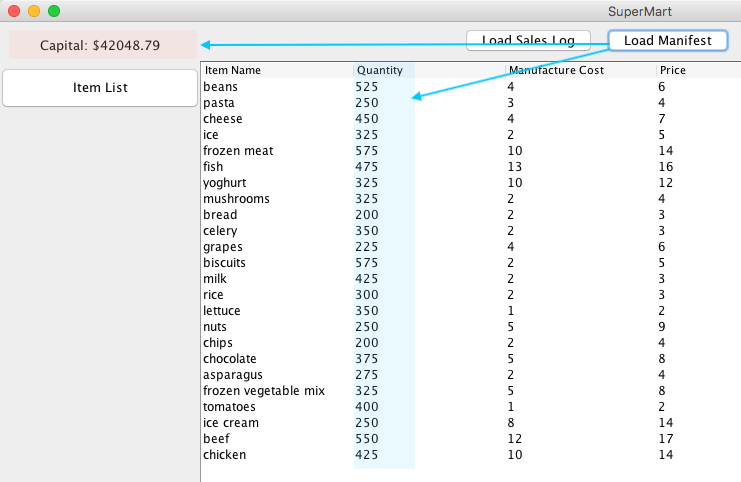 SuperMart
Capital: $42048.79 Load Sales Log Load Manifest
Item List
Item Name Quantity Manufacture Cost Price
beans 525 4 6
pasta 250 3 4
cheese 450 4 7
ice 325 2 5
frozen meat 575 10 14
fish 475 13 16
yoghurt 325 10 12
mushrooms 325 2 4
bread 200 2 3
celery 350 2 3
grapes 225 4 6
biscuits 575 2 5
milk 425 2 3
rice 300 2 3
lettuce 350 1 2
nuts 250 5 9
chips 200 2 4
chocolate 375 5 8
asparagus 275 2 4
frozen vegetable mix 325 5 8
tomatoes 400 1 2
ice cream 250 8 14
beef 550 12 17
chicken 425 10 14